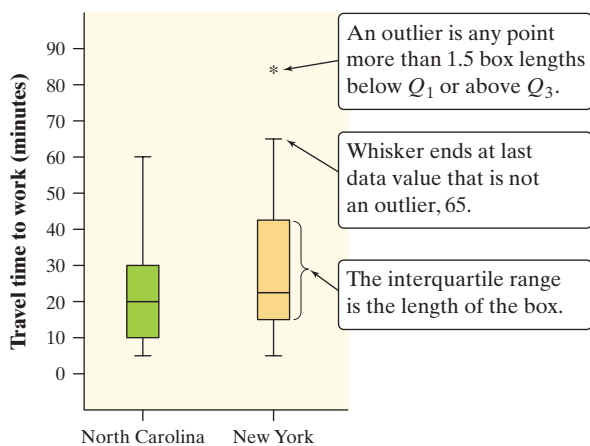 Travel time to work (minutes)
90
80
70
60
50
40
30
20
10
0
North Carolina
New York
*
An outlier is any point
more than 1.5 box lengths
below Q₁ or above Q₃.
Whisker ends at last
data value that is not
an outlier, 65.
The interquartile range
is the length of the box.